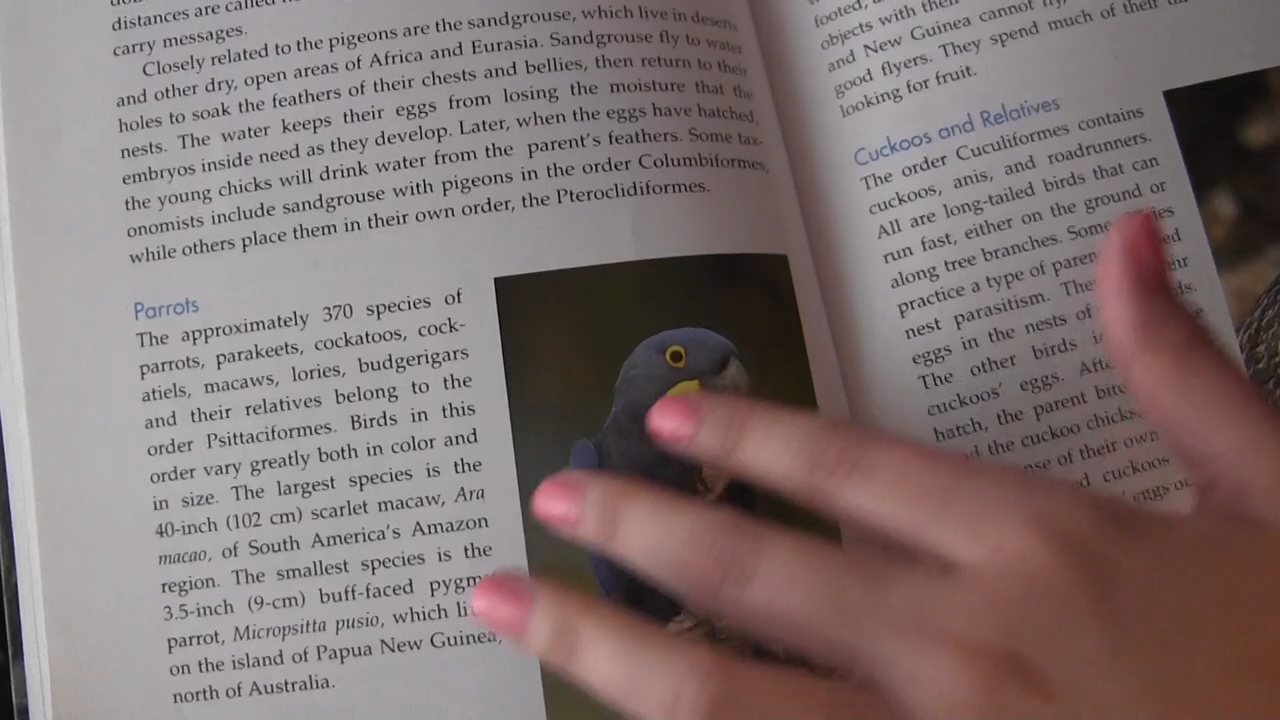 distances are called
carry messages.
Closely related to the pigeons are the sandgrouse, which live in deserts
and other dry, open areas of Africa and Eurasia. Sandgrouse fly to water
holes to soak the feathers of their chests and bellies, then return to their
nests. The water keeps their eggs from losing the moisture that the
embryos inside need as they develop. Later, when the eggs have hatched,
the young chicks will drink water from the parent's feathers. Some tax-
onomists include sandgrouse with pigeons in the order Columbiformes,
while others place them in their own order, the Pteroclidiformes.
Parrots
The approximately 370 species of
parrots, parakeets, cockatoos, cock-
atiels, macaws, lories, budgerigars
and their relatives belong to the
order Psittaciformes. Birds in this
order vary greatly both in color and
in size. The largest species is the
40-inch (102 cm) scarlet macaw, Ara
macao, of South America's Amazon
region. The smallest species is the
3.5-inch (9-cm) buff-faced
parrot, Micropsitta pusio, which
on the island of Papua New Guinea,
north of Australia.
footed,
objects with their
and New Guinea cannot fly,
good flyers. They spend much of their
looking for fruit.
Cuckoos and Relatives
The order Cuculiformes contains
cuckoos, anis, and roadrunners.
All are long-tailed birds that can
run fast, either on the ground or
along tree branches. Some
practice a type of
nest parasitism.
eggs in the nests of
The other birds
cuckoos' eggs.
hatch, the parent
the cuckoo chicks,
of their own
cuckoos